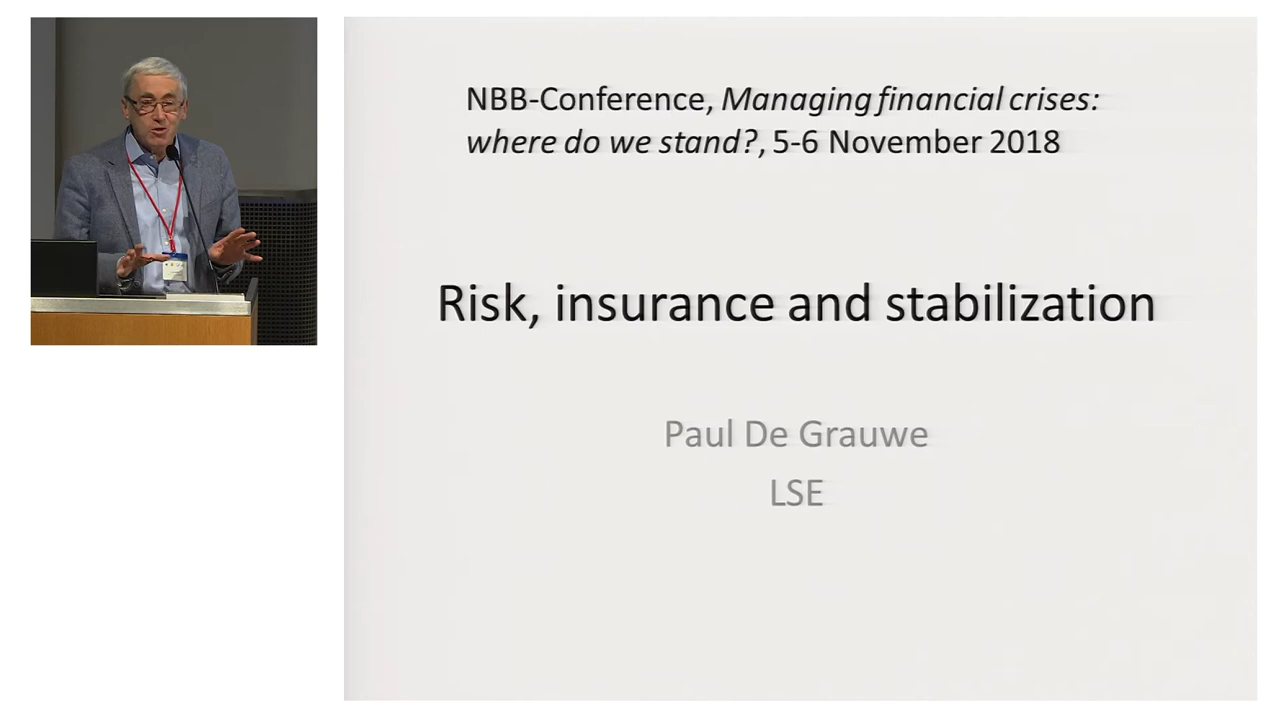 NBB-Conference, Managing financial crises:
where do we stand?, 5-6 November 2018
Risk, insurance and stabilization
Paul De Grauwe
LSE